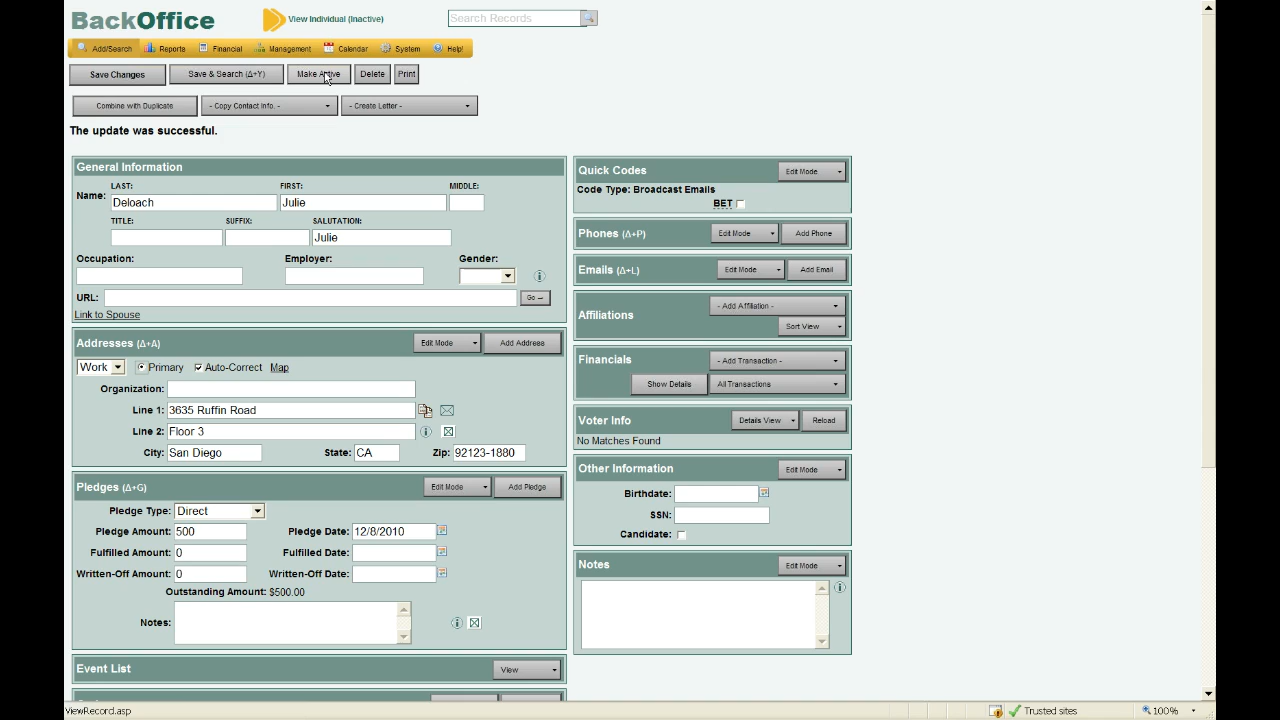 BackOffice
View Individual (Inactive)
Search Records
Add/Search Reports Financial Management Calendar System Help!
Save Changes Save & Search (Δ+Y) Make Active Delete Print
Combine with Duplicate - Copy Contact Info. - - Create Letter -
The update was successful.
General Information
LAST: FIRST: MIDDLE:
Name: Deloach Julie
TITLE: SUFFIX: SALUTATION:
Julie
Occupation: Employer: Gender:
URL: Go
Link to Spouse
Addresses (Δ+A) Edit Mode Add Address
Work Primary Auto-Correct Map
Organization:
Line 1: 3635 Ruffin Road
Line 2: Floor 3
City: San Diego State: CA Zip: 92123-1880
Pledges (Δ+G) Edit Mode Add Pledge
Pledge Type: Direct
Pledge Amount: 500 Pledge Date: 12/8/2010
Fulfilled Amount: 0 Fulfilled Date:
Written-Off Amount: 0 Written-Off Date:
Outstanding Amount: $500.00
Notes:
Event List View
Quick Codes Edit Mode
Code Type: Broadcast Emails
BET
Phones (Δ+P) Edit Mode Add Phone
Emails (Δ+L) Edit Mode Add Email
Affiliations - Add Affiliation -
Sort View
Financials - Add Transaction -
Show Details All Transactions
Voter Info Details View Reload
No Matches Found
Other Information Edit Mode
Birthdate:
SSN:
Candidate:
Notes Edit Mode
ViewRecord.asp Trusted sites 100%